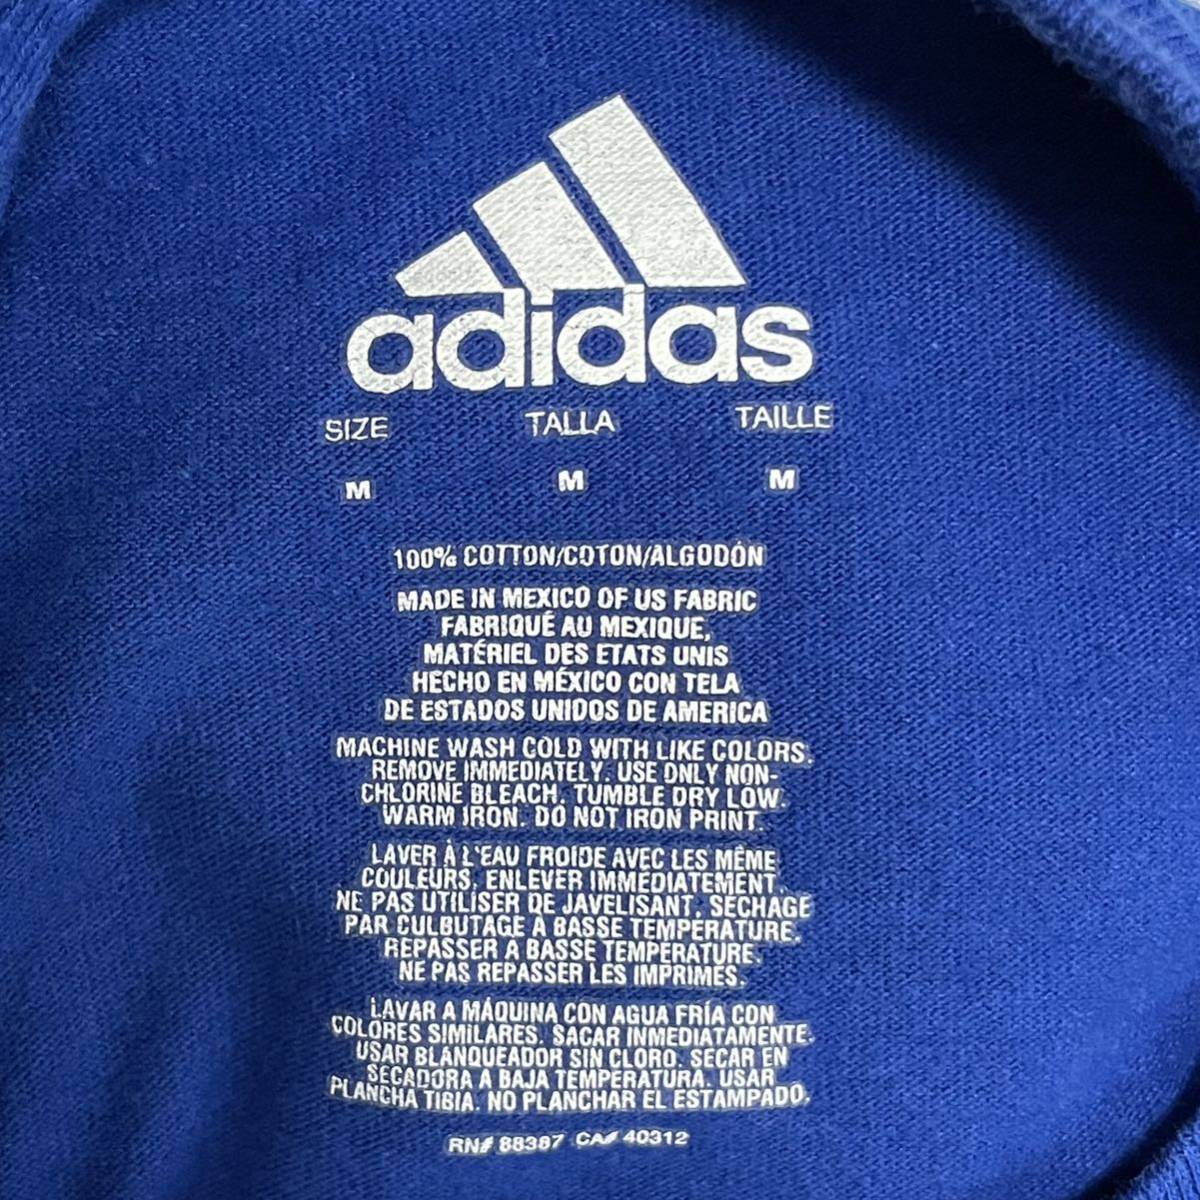 adidas
SIZE TALLA TAILLE
M M M
100% COTTON/COTON/ALGODÓN
MADE IN MEXICO OF US FABRIC
FABRIQUÉ AU MEXIQUE,
MATÉRIEL DES ETATS UNIS
HECHO EN MÉXICO CON TELA
DE ESTADOS UNIDOS DE AMERICA
MACHINE WASH COLD WITH LIKE COLORS.
REMOVE IMMEDIATELY. USE ONLY NON-
CHLORINE BLEACH. TUMBLE DRY LOW.
WARM IRON. DO NOT IRON PRINT.
LAVER À L'EAU FROIDE AVEC LES MÊME
COULEURS. ENLEVER IMMEDIATEMENT.
NE PAS UTILISER DE JAVELISANT. SECHAGE
PAR CULBUTAGE A BASSE TEMPERATURE.
REPASSER A BASSE TEMPERATURE.
NE PAS REPASSER LES IMPRIMES.
LAVAR A MÁQUINA CON AGUA FRÍA CON
COLORES SIMILARES. SACAR INMEDIATAMENTE.
USAR BLANQUEADOR SIN CLORO. SECAR EN
SECADORA A BAJA TEMPERATURA. USAR
PLANCHA TIBIA. NO PLANCHAR EL ESTAMPADO.
RN# 88387 CA# 40312